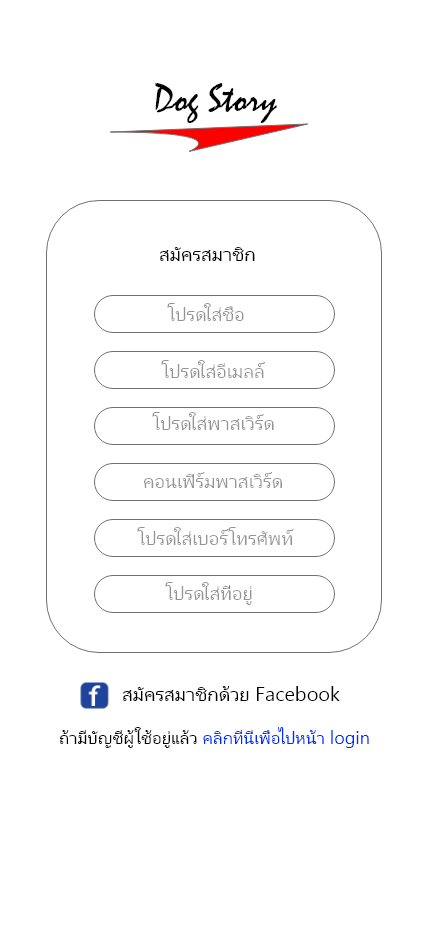 Dog Story
สมัครสมาชิก
โปรดใส่ชื่อ
โปรดใส่อีเมลล์
โปรดใส่พาสเวิร์ด
คอนเฟิร์มพาสเวิร์ด
โปรดใส่เบอร์โทรศัพท์
โปรดใส่ที่อยู่
f สมัครสมาชิกด้วย Facebook
ถ้ามีบัญชีผู้ใช้อยู่แล้ว คลิกที่นี่เพื่อไปหน้า login